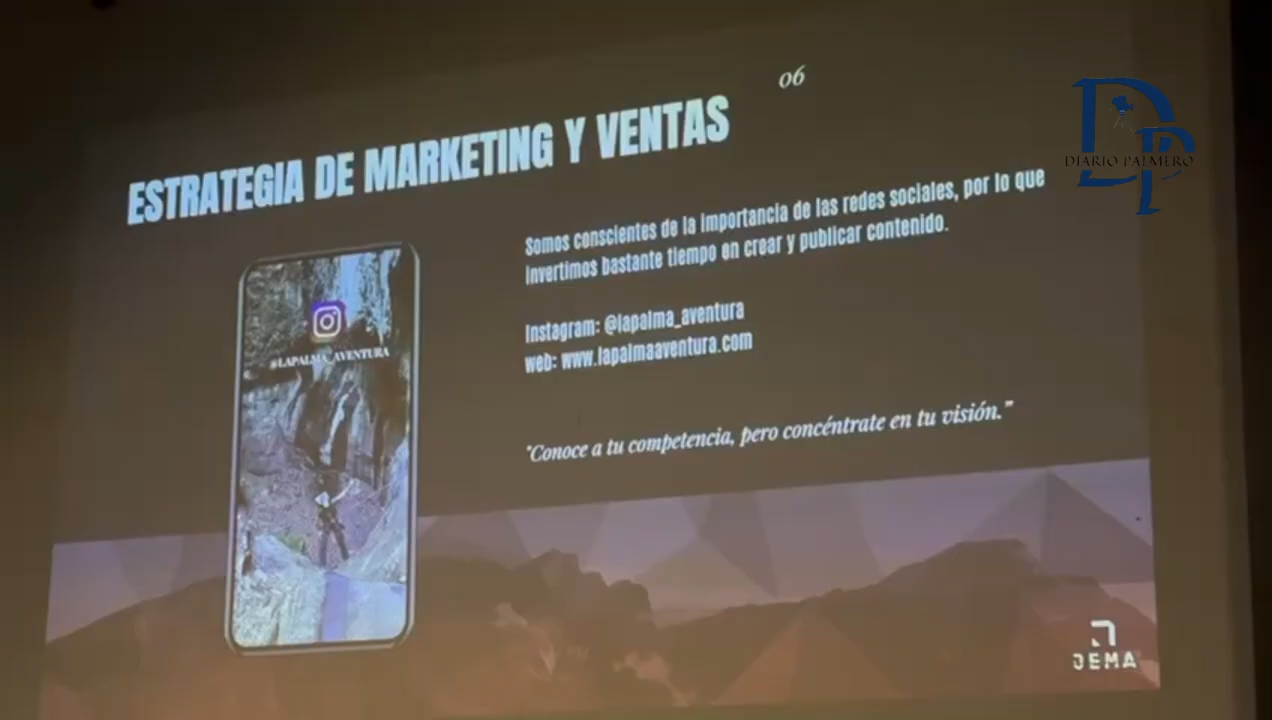 06
ESTRATEGIA DE MARKETING Y VENTAS
DIARIO PALMERO
Somos conscientes de la importancia de las redes sociales, por lo que
invertimos bastante tiempo en crear y publicar contenido.
Instagram: @lapalma_aventura
web: www.lapalmaaventura.com
@LAPALMA_AVENTURA
"Conoce a tu competencia, pero concéntrate en tu visión."
JEMA